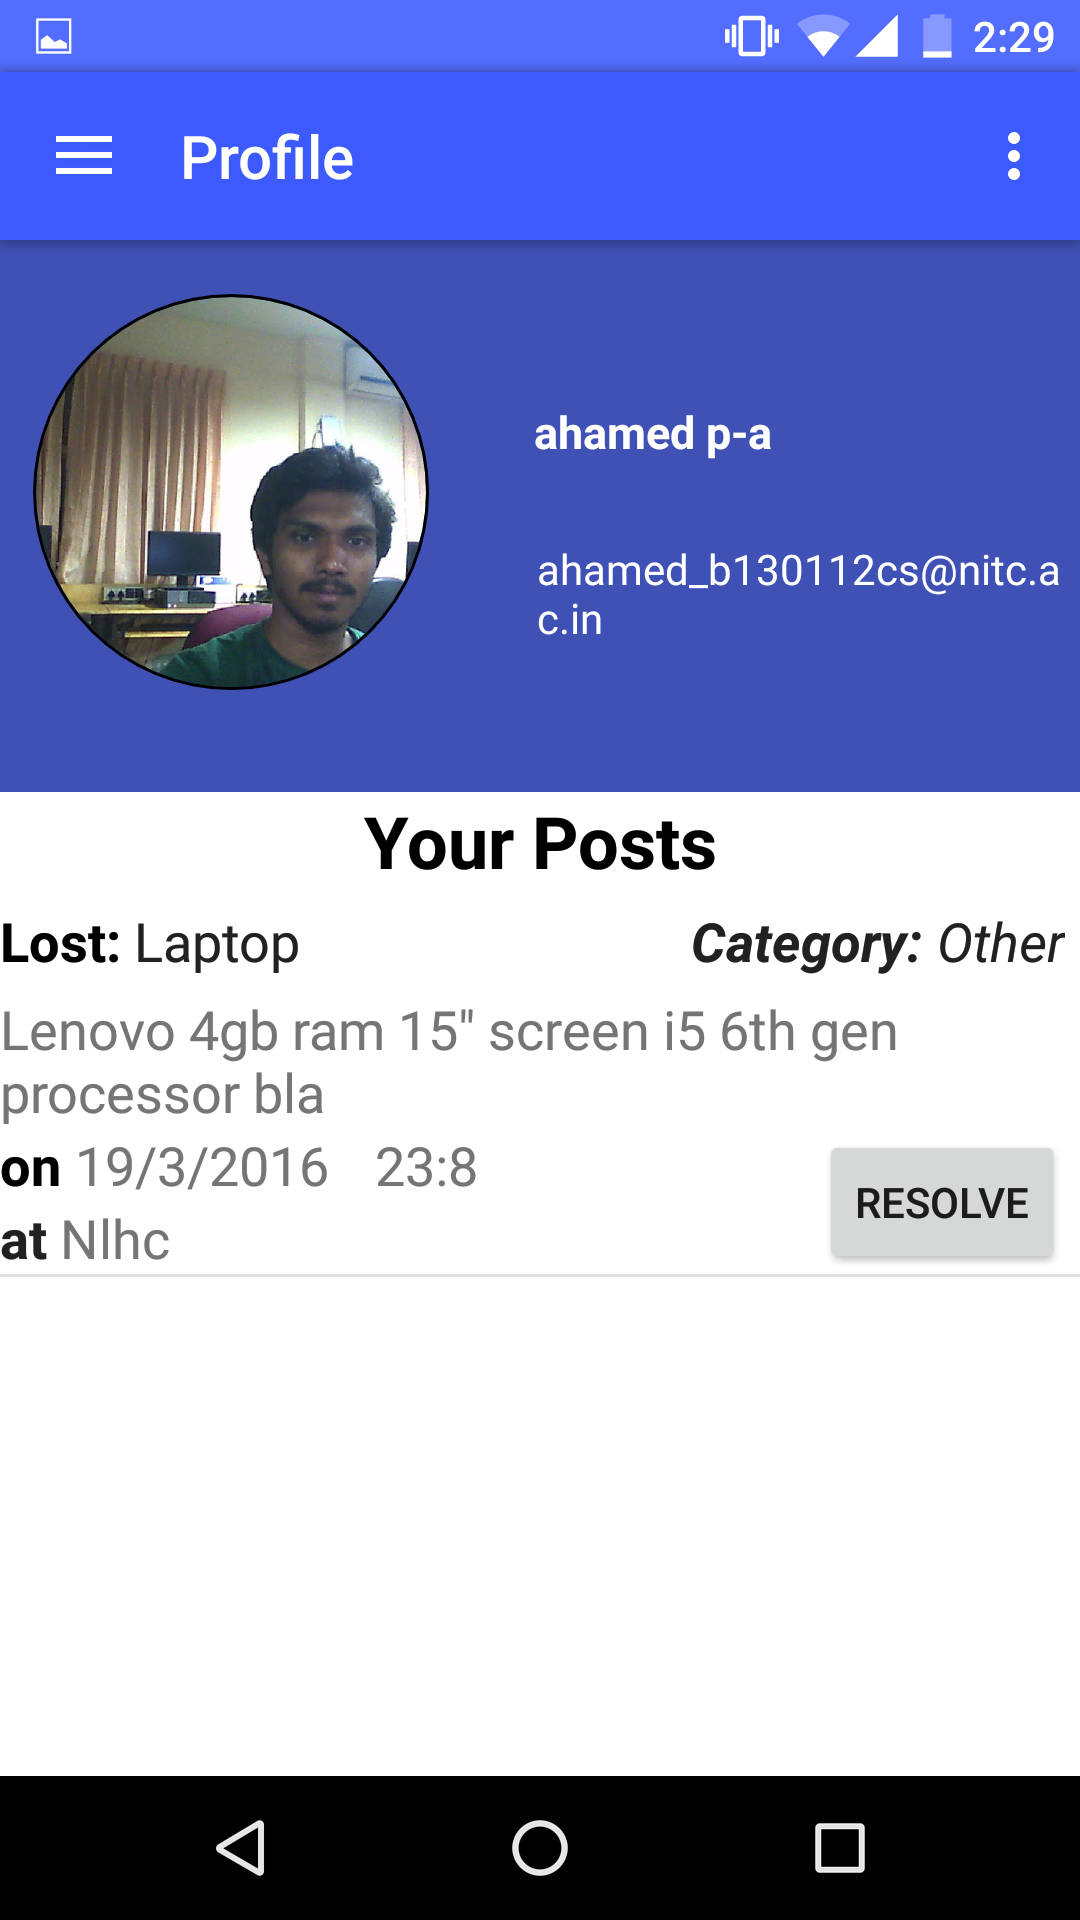 2:29
Profile
ahamed p-a
ahamed_b130112cs@nitc.a
c.in
Your Posts
Lost: Laptop Category: Other
Lenovo 4gb ram 15" screen i5 6th gen
processor bla
on 19/3/2016 23:8
at Nlhc
RESOLVE